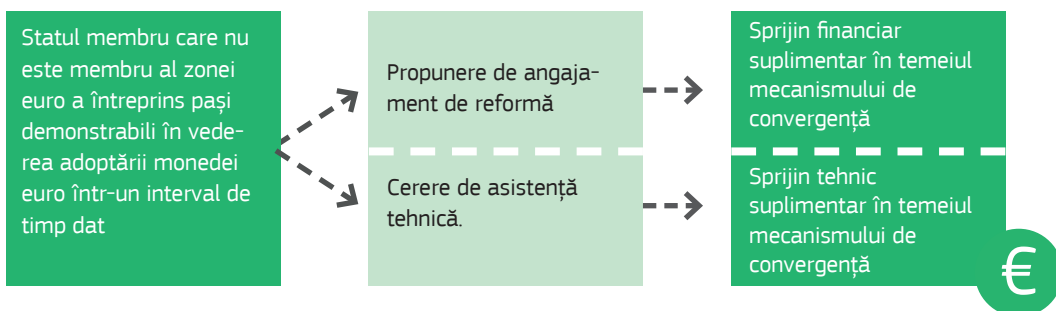 Statul membru care nu
este membru al zonei
euro a întreprins pași
demonstrabili în vede-
rea adoptării monedei
euro într-un interval de
timp dat
Propunere de angaja-
ment de reformă
Cerere de asistență
tehnică.
Sprijin financiar
suplimentar în temeiul
mecanismului de
convergență
Sprijin tehnic
suplimentar în temeiul
mecanismului de
convergență
€